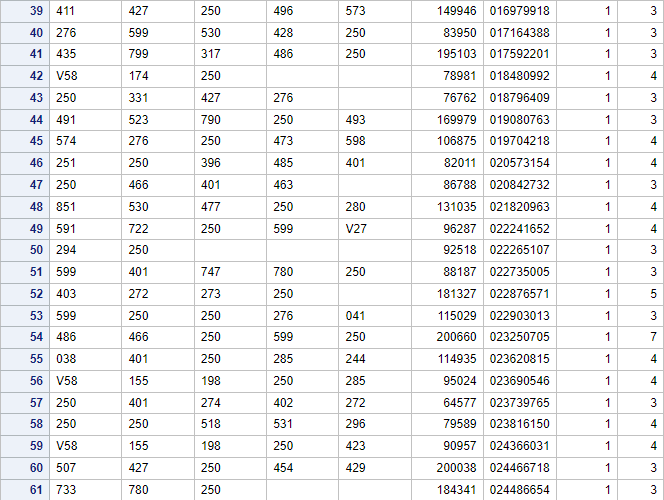 39 411 427 250 496 573 149946 016979918 1 3
40 276 599 530 428 250 83950 017164388 1 3
41 435 799 317 486 250 195103 017592201 1 3
42 V58 174 250 78981 018480992 1 4
43 250 331 427 276 76762 018796409 1 3
44 491 523 790 250 493 169979 019080763 1 3
45 574 276 250 473 598 106875 019704218 1 4
46 251 250 396 485 401 82011 020573154 1 4
47 250 466 401 463 86788 020842732 1 3
48 851 530 477 250 280 131035 021820963 1 4
49 591 722 250 599 V27 96287 022241652 1 4
50 294 250 92518 022265107 1 3
51 599 401 747 780 250 88187 022735005 1 3
52 403 272 273 250 181327 022876571 1 5
53 599 250 250 276 041 115029 022903013 1 3
54 486 466 250 599 250 200660 023250705 1 7
55 038 401 250 285 244 114935 023620815 1 4
56 V58 155 198 250 285 95024 023690546 1 4
57 250 401 274 402 272 64577 023739765 1 3
58 250 250 518 531 296 79589 023816150 1 4
59 V58 155 198 250 423 90957 024366031 1 4
60 507 427 250 454 429 200038 024466718 1 3
61 733 780 250 184341 024486654 1 3